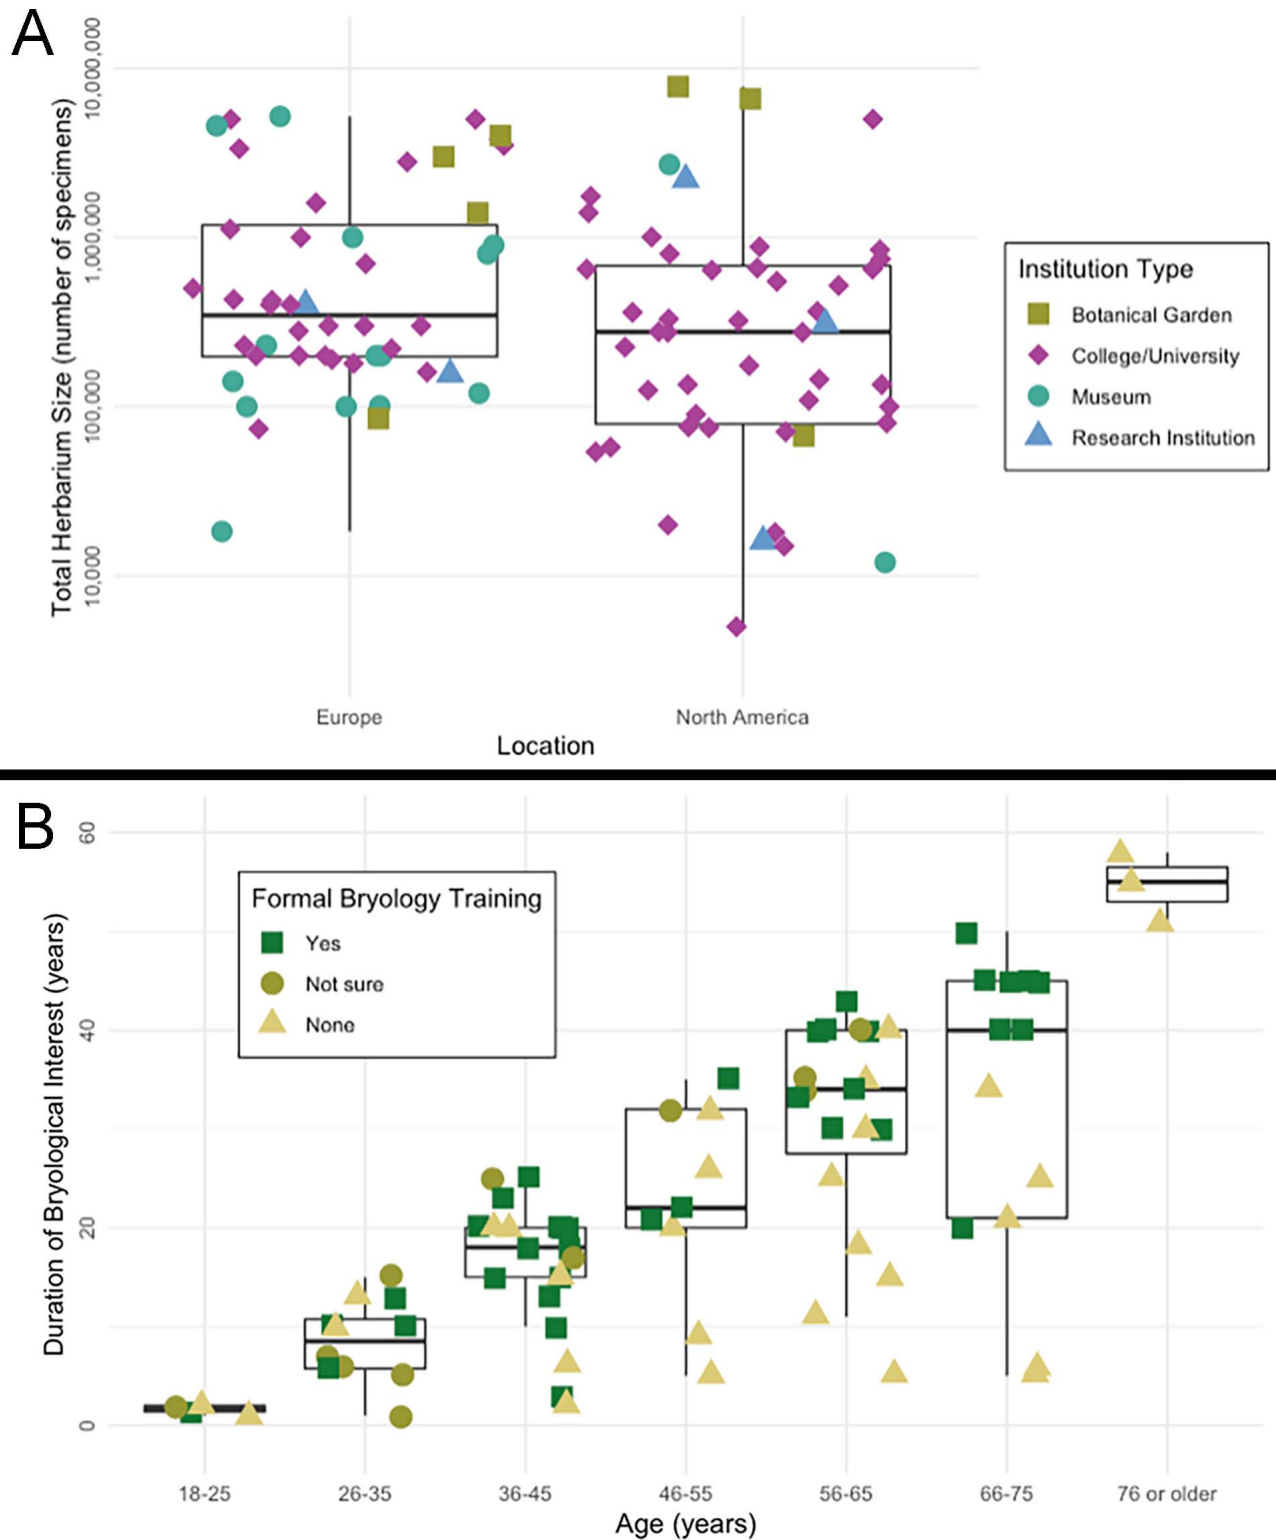 A
Total Herbarium Size (number of specimens)
10,000,000
1,000,000
100,000
10,000
Europe
North America
Location
Institution Type
Botanical Garden
College/University
Museum
Research Institution
B
Duration of Bryological Interest (years)
60
40
20
0
Formal Bryology Training
Yes
Not sure
None
18-25
26-35
36-45
46-55
56-65
66-75
76 or older
Age (years)